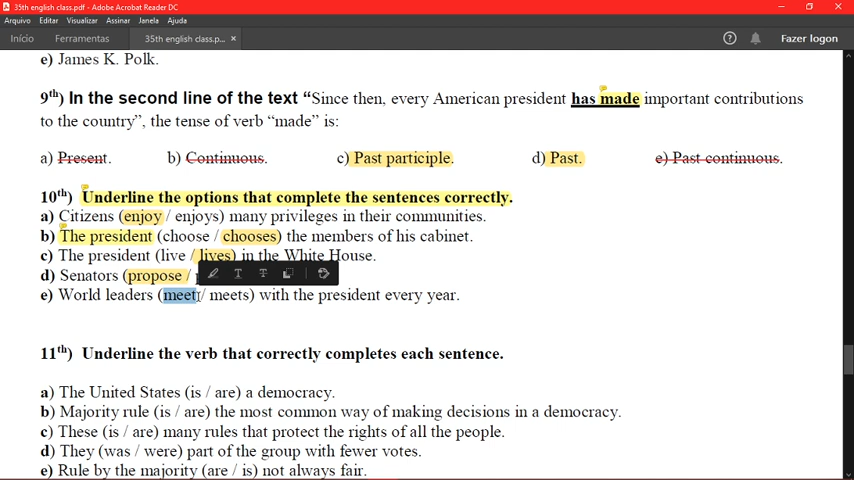 35th english class.pdf - Adobe Acrobat Reader DC
Arquivo Editar Visualizar Assinar Janela Ajuda
Início Ferramentas 35th english class.p... × Fazer logon
e) James K. Polk.
9th) In the second line of the text “Since then, every American president has made important contributions
to the country”, the tense of verb “made” is:
a) Present. b) Continuous. c) Past participle. d) Past. e) Past continuous.
10th) Underline the options that complete the sentences correctly.
a) Citizens (enjoy / enjoys) many privileges in their communities.
b) The president (choose / chooses) the members of his cabinet.
c) The president (live / lives) in the White House.
d) Senators (propose /
e) World leaders (meet / meets) with the president every year.
11th) Underline the verb that correctly completes each sentence.
a) The United States (is / are) a democracy.
b) Majority rule (is / are) the most common way of making decisions in a democracy.
c) These (is / are) many rules that protect the rights of all the people.
d) They (was / were) part of the group with fewer votes.
e) Rule by the majority (are / is) not always fair.